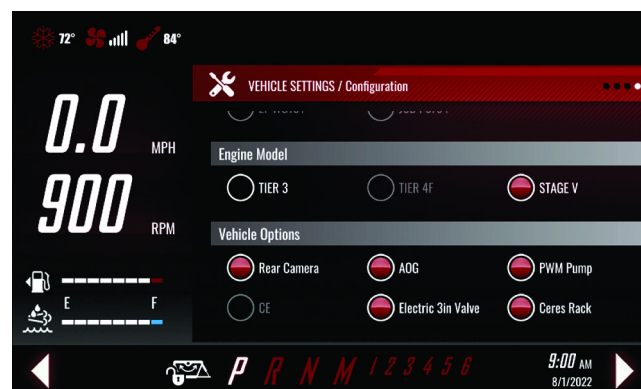 72° 84°
VEHICLE SETTINGS / Configuration
0.0 MPH
900 RPM
Engine Model
TIER 3 TIER 4F STAGE V
Vehicle Options
Rear Camera AOG PWM Pump
CE Electric 3in Valve Ceres Rack
E F
P R N M 1 2 3 4 5 6
9:00 AM
8/1/2022